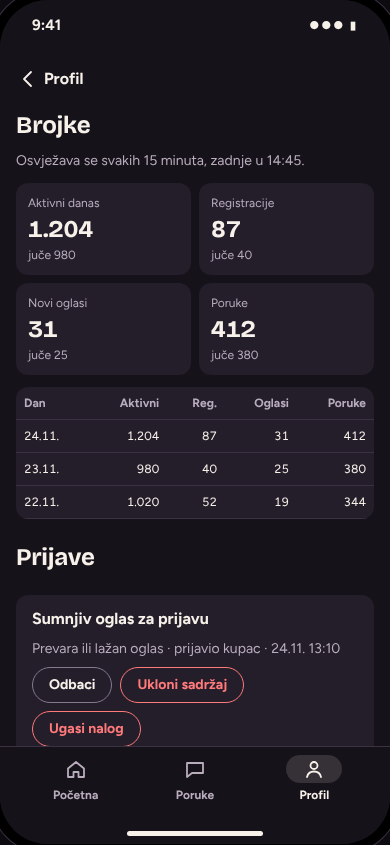 9:41
Profil
Brojke
Osvježava se svakih 15 minuta, zadnje u 14:45.
Aktivni danas
1.204
juče 980
Registracije
87
juče 40
Novi oglasi
31
juče 25
Poruke
412
juče 380
Dan Aktivni Reg. Oglasi Poruke
24.11. 1.204 87 31 412
23.11. 980 40 25 380
22.11. 1.020 52 19 344
Prijave
Sumnjiv oglas za prijavu
Prevara ili lažan oglas · prijavio kupac · 24.11. 13:10
Odbaci Ukloni sadržaj
Ugasi nalog
Početna Poruke Profil